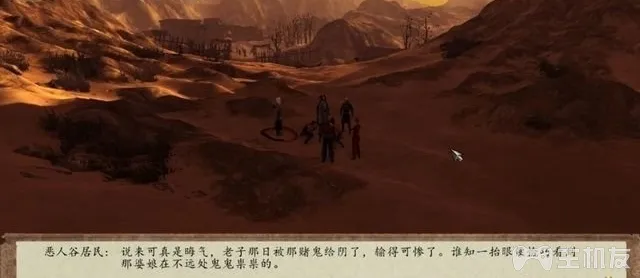 恶人谷居民: 说来可真是晦气,老子那日被那赌鬼给阴了,输得可惨了。谁知一抬眼
那婆娘在不远处鬼鬼祟祟的。